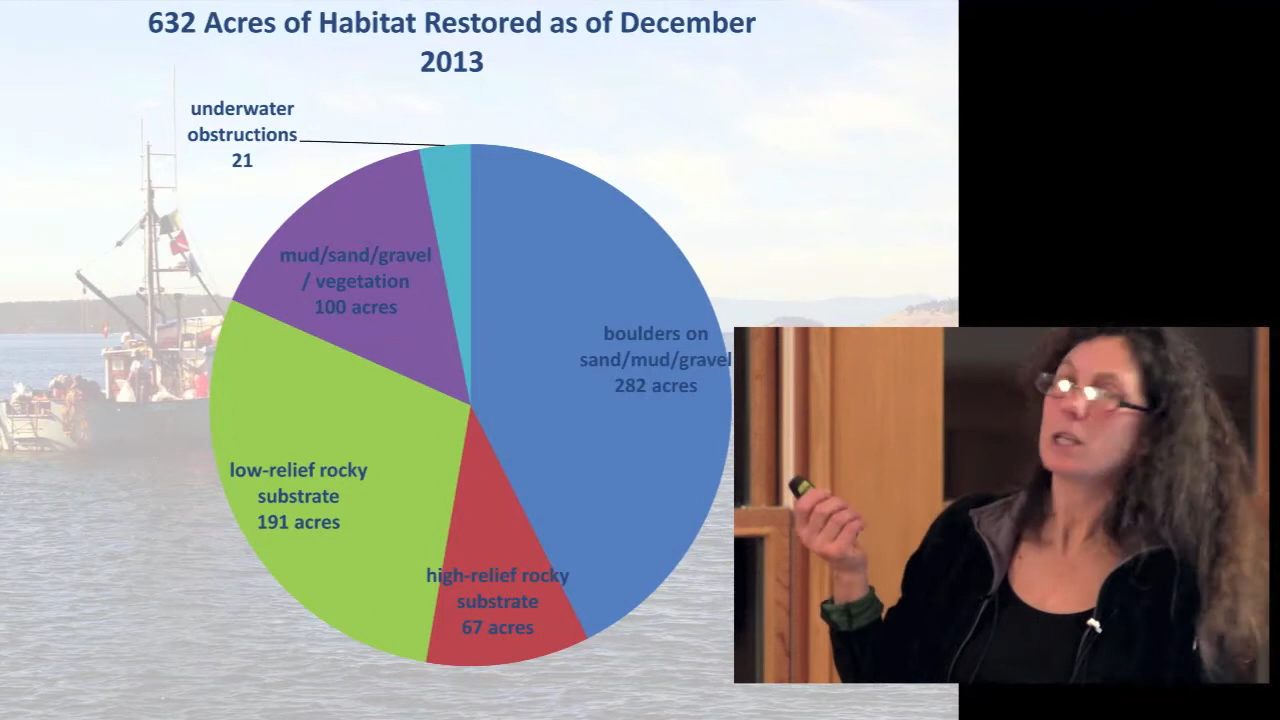 632 Acres of Habitat Restored as of December
2013
underwater
obstructions
21
mud/sand/gravel
/ vegetation
100 acres
boulders on
sand/mud/gravel
282 acres
low-relief rocky
substrate
191 acres
high-relief rocky
substrate
67 acres